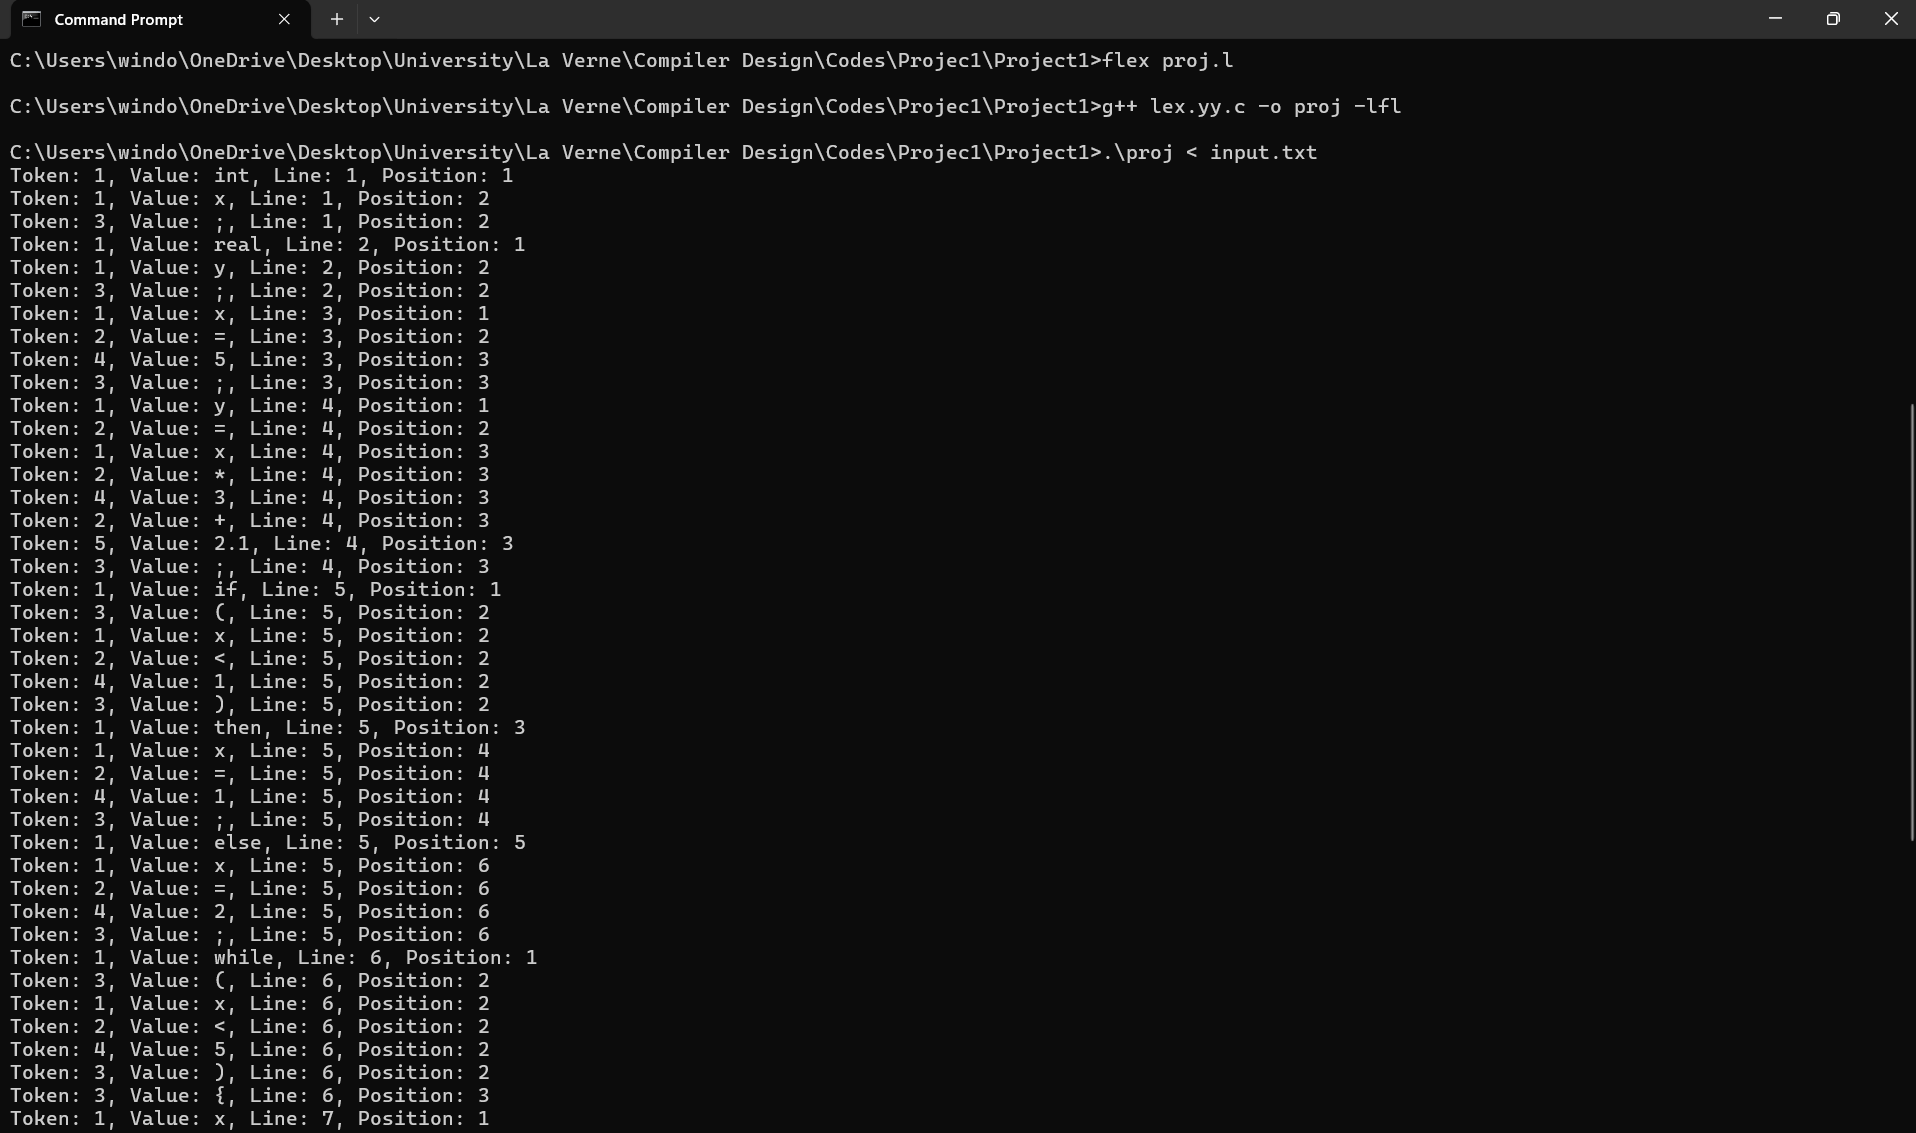 Command Prompt
C:\Users\windo\OneDrive\Desktop\University\La Verne\Compiler Design\Codes\Projec1\Project1>flex proj.l
C:\Users\windo\OneDrive\Desktop\University\La Verne\Compiler Design\Codes\Projec1\Project1>g++ lex.yy.c -o proj -lfl
C:\Users\windo\OneDrive\Desktop\University\La Verne\Compiler Design\Codes\Projec1\Project1>.\proj < input.txt
Token: 1, Value: int, Line: 1, Position: 1
Token: 1, Value: x, Line: 1, Position: 2
Token: 3, Value: ;, Line: 1, Position: 2
Token: 1, Value: real, Line: 2, Position: 1
Token: 1, Value: y, Line: 2, Position: 2
Token: 3, Value: ;, Line: 2, Position: 2
Token: 1, Value: x, Line: 3, Position: 1
Token: 2, Value: =, Line: 3, Position: 2
Token: 4, Value: 5, Line: 3, Position: 3
Token: 3, Value: ;, Line: 3, Position: 3
Token: 1, Value: y, Line: 4, Position: 1
Token: 2, Value: =, Line: 4, Position: 2
Token: 1, Value: x, Line: 4, Position: 3
Token: 2, Value: *, Line: 4, Position: 3
Token: 4, Value: 3, Line: 4, Position: 3
Token: 2, Value: +, Line: 4, Position: 3
Token: 5, Value: 2.1, Line: 4, Position: 3
Token: 3, Value: ;, Line: 4, Position: 3
Token: 1, Value: if, Line: 5, Position: 1
Token: 3, Value: (, Line: 5, Position: 2
Token: 1, Value: x, Line: 5, Position: 2
Token: 2, Value: <, Line: 5, Position: 2
Token: 4, Value: 1, Line: 5, Position: 2
Token: 3, Value: ), Line: 5, Position: 2
Token: 1, Value: then, Line: 5, Position: 3
Token: 1, Value: x, Line: 5, Position: 4
Token: 2, Value: =, Line: 5, Position: 4
Token: 4, Value: 1, Line: 5, Position: 4
Token: 3, Value: ;, Line: 5, Position: 4
Token: 1, Value: else, Line: 5, Position: 5
Token: 1, Value: x, Line: 5, Position: 6
Token: 2, Value: =, Line: 5, Position: 6
Token: 4, Value: 2, Line: 5, Position: 6
Token: 3, Value: ;, Line: 5, Position: 6
Token: 1, Value: while, Line: 6, Position: 1
Token: 3, Value: (, Line: 6, Position: 2
Token: 1, Value: x, Line: 6, Position: 2
Token: 2, Value: <, Line: 6, Position: 2
Token: 4, Value: 5, Line: 6, Position: 2
Token: 3, Value: ), Line: 6, Position: 2
Token: 3, Value: {, Line: 6, Position: 3
Token: 1, Value: x, Line: 7, Position: 1